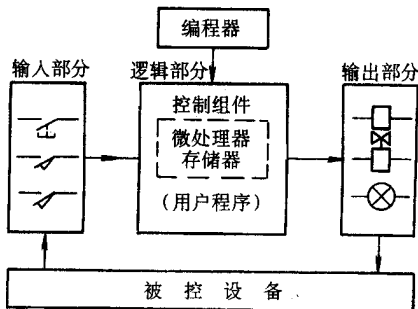 编程器
输入部分
逻辑部分
输出部分
控制组件
微处理器
存储器
(用户程序)
被控设备